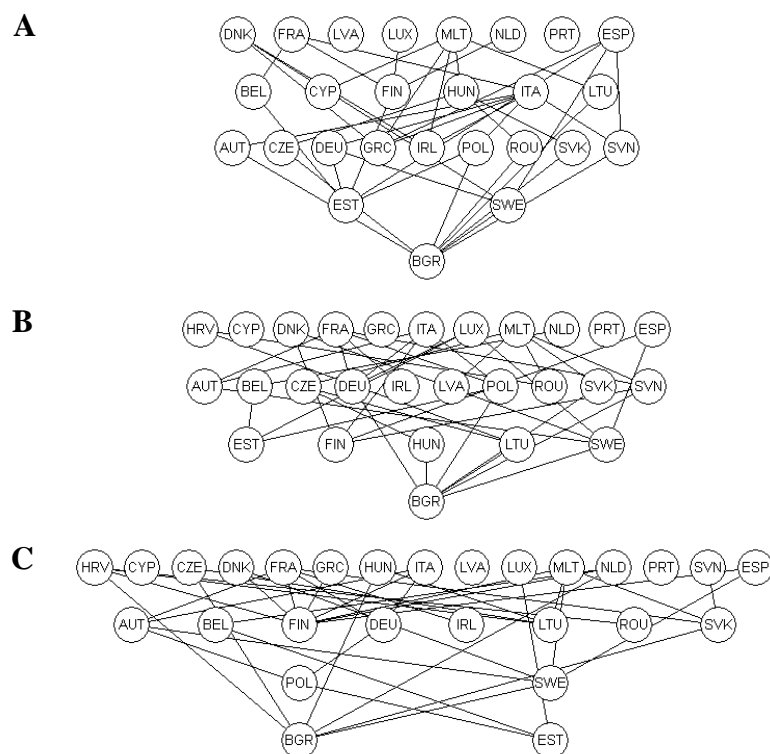 A
DNK FRA LVA LUX MLT NLD PRT ESP
BEL CYP FIN HUN ITA LTU
AUT CZE DEU GRC IRL POL ROU SVK SVN
EST SWE
BGR
B
HRV CYP DNK FRA GRC ITA LUX MLT NLD PRT ESP
AUT BEL CZE DEU IRL LVA POL ROU SVK SVN
EST FIN HUN LTU SWE
BGR
C
HRV CYP CZE DNK FRA GRC HUN ITA LVA LUX MLT NLD PRT SVN ESP
AUT BEL FIN DEU IRL LTU ROU SVK
POL SWE
BGR EST